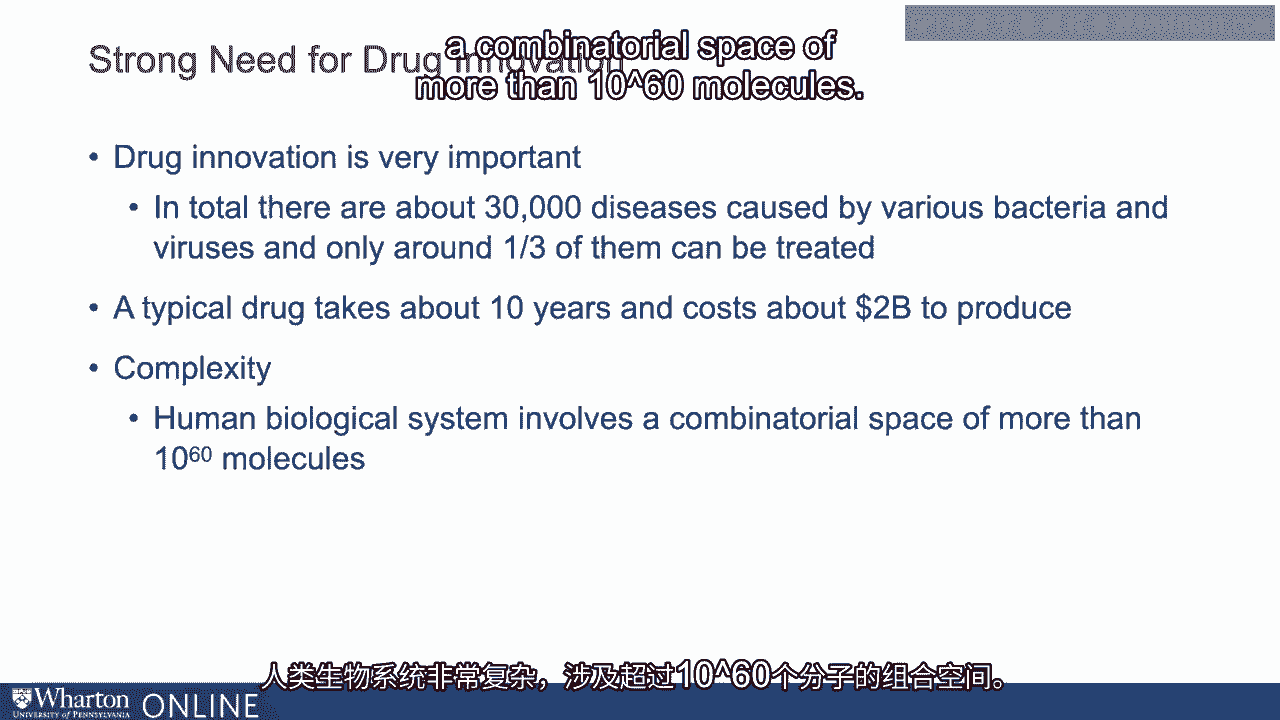 Strong Need for Drug Innovation
a combinatorial space of
more than 10^60 molecules.
• Drug innovation is very important
• In total there are about 30,000 diseases caused by various bacteria and
viruses and only around 1/3 of them can be treated
• A typical drug takes about 10 years and costs about $2B to produce
• Complexity
• Human biological system involves a combinatorial space of more than
10⁶⁰ molecules
人类生物系统非常复杂，涉及超过10^60个分子的组合空间。
Wharton
UNIVERSITY of PENNSYLVANIA
ONLINE